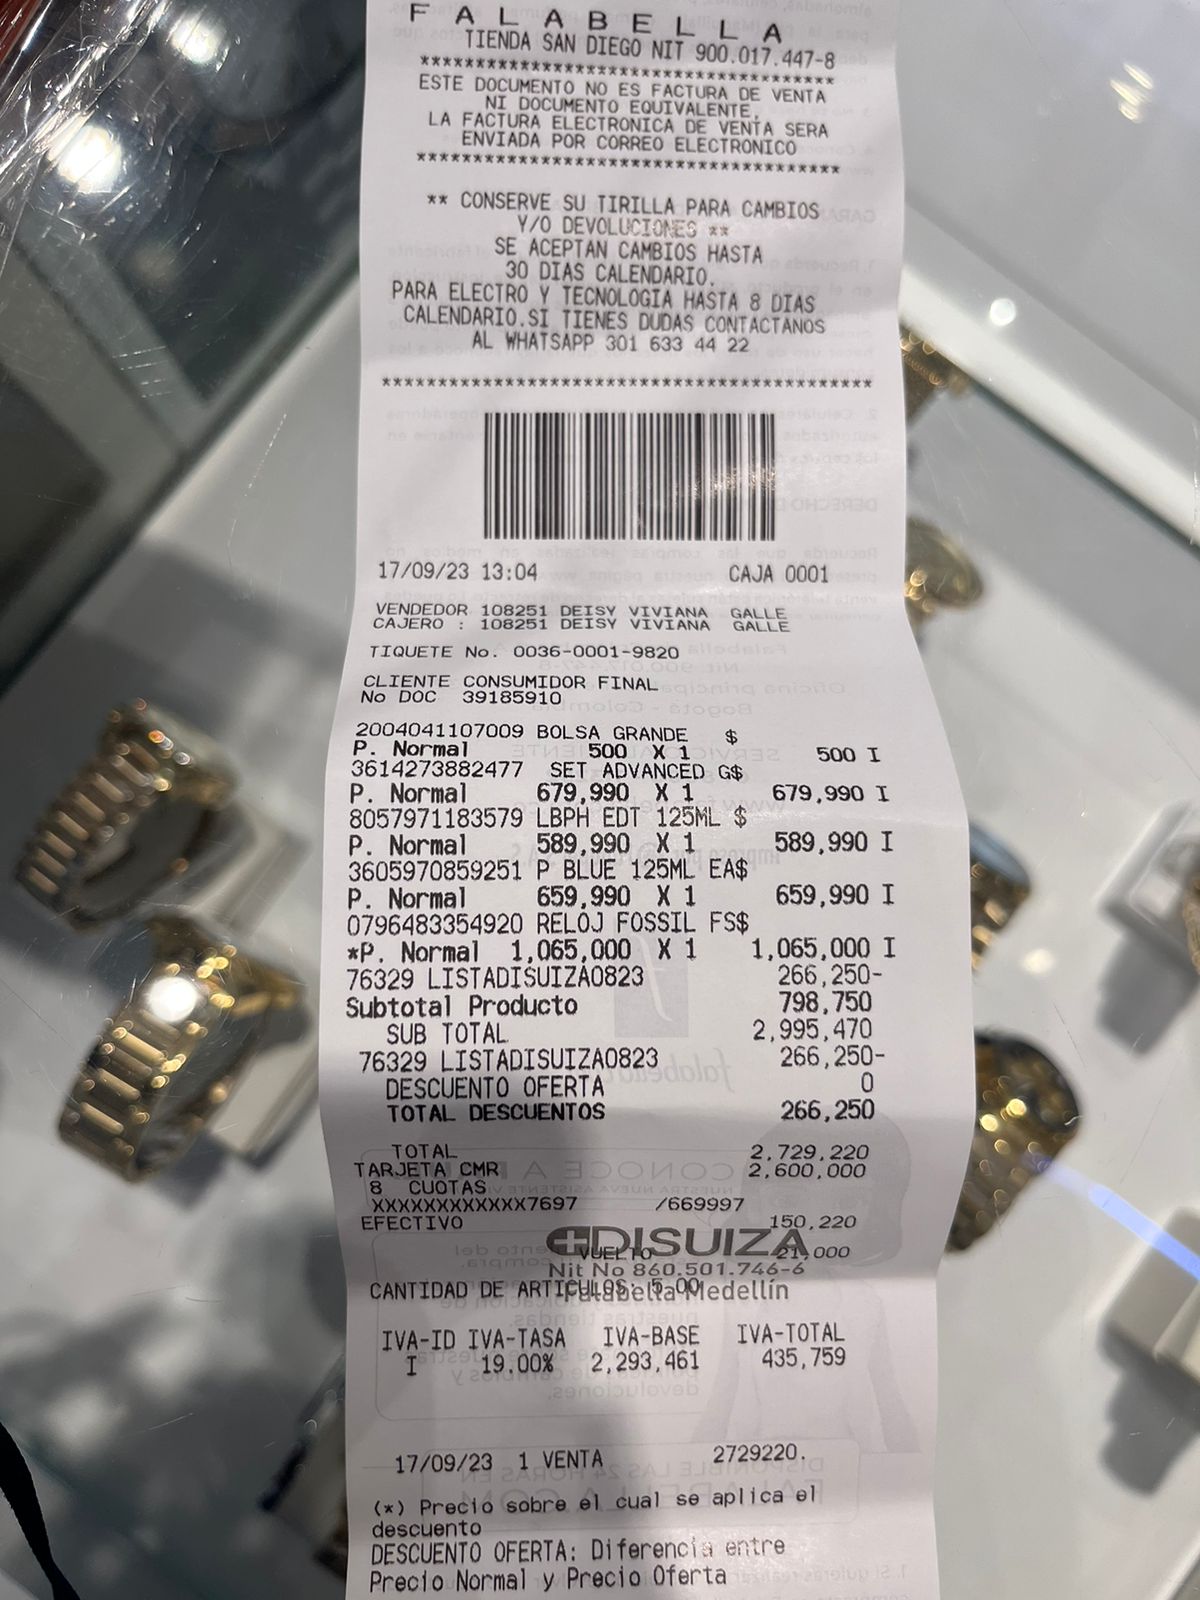 FALABELLA
TIENDA SAN DIEGO NIT 900.017.447-8
*************************************
ESTE DOCUMENTO NO ES FACTURA DE VENTA
NI DOCUMENTO EQUIVALENTE,
LA FACTURA ELECTRONICA DE VENTA SERA
ENVIADA POR CORREO ELECTRONICO
*************************************
** CONSERVE SU TIRILLA PARA CAMBIOS
Y/O DEVOLUCIONES **
SE ACEPTAN CAMBIOS HASTA
30 DIAS CALENDARIO.
PARA ELECTRO Y TECNOLOGIA HASTA 8 DIAS
CALENDARIO.SI TIENES DUDAS CONTACTANOS
AL WHATSAPP 301 633 44 22
********************************************
17/09/23 13:04 CAJA 0001
VENDEDOR 108251 DEISY VIVIANA GALLE
CAJERO : 108251 DEISY VIVIANA GALLE
TIQUETE No. 0036-0001-9820
CLIENTE CONSUMIDOR FINAL
No DOC 39185910
2004041107009 BOLSA GRANDE $
P. Normal 500 X 1 500 I
3614273882477 SET ADVANCED G$
P. Normal 679,990 X 1 679,990 I
8057971183579 LBPH EDT 125ML $
P. Normal 589,990 X 1 589,990 I
3605970859251 P BLUE 125ML EA$
P. Normal 659,990 X 1 659,990 I
0796483354920 RELOJ FOSSIL FS$
*P. Normal 1,065,000 X 1 1,065,000 I
76329 LISTADISUIZA0823 266,250-
Subtotal Producto 798,750
SUB TOTAL 2,995,470
76329 LISTADISUIZA0823 266,250-
DESCUENTO OFERTA 0
TOTAL DESCUENTOS 266,250
TOTAL 2,729,220
TARJETA CMR 2,600,000
8 CUOTAS
XXXXXXXXXXXX7697 /669997
EFECTIVO 150,220
DISUIZA
VUELTO 21,000
Nit No 860.501.746-6
CANTIDAD DE ARTICULOS: 5.00
Falabella Medellín
IVA-ID IVA-TASA IVA-BASE IVA-TOTAL
I 19.00% 2,293,461 435,759
17/09/23 1 VENTA 2729220.
(*) Precio sobre el cual se aplica el
descuento
DESCUENTO OFERTA: Diferencia entre
Precio Normal y Precio Oferta